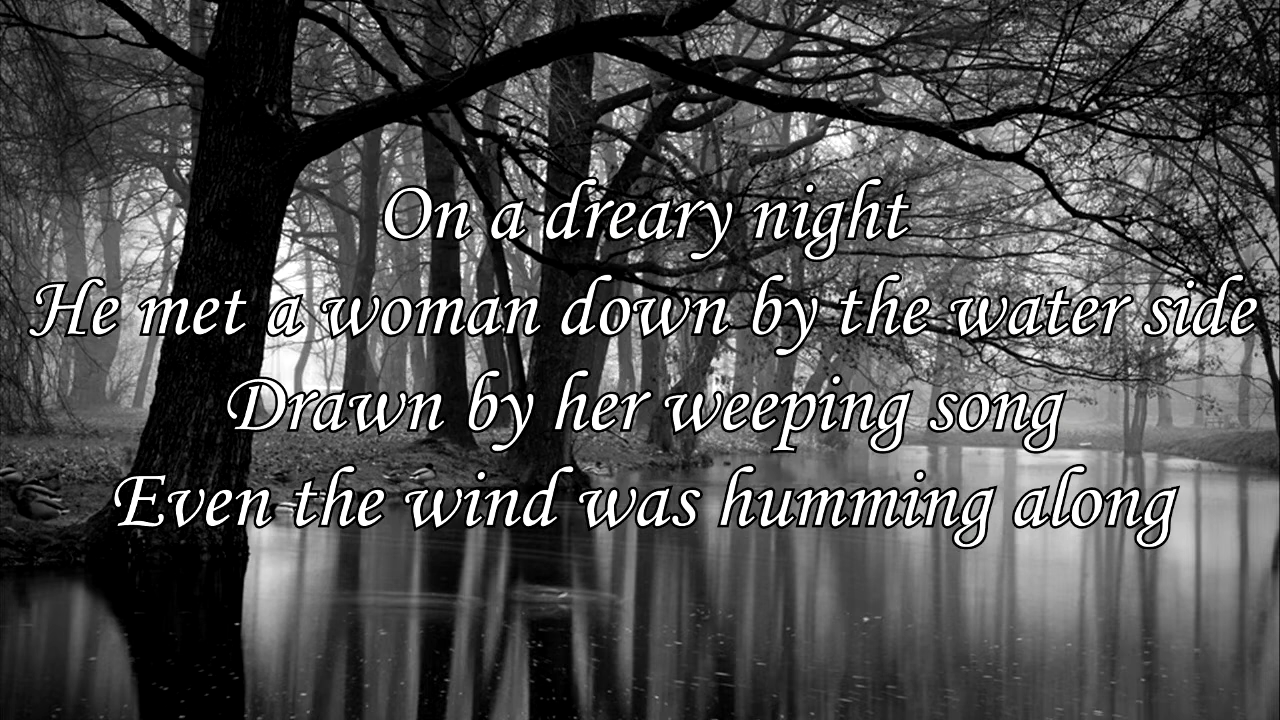 On a dreary night
He met a woman down by the water side
Drawn by her weeping song
Even the wind was humming along